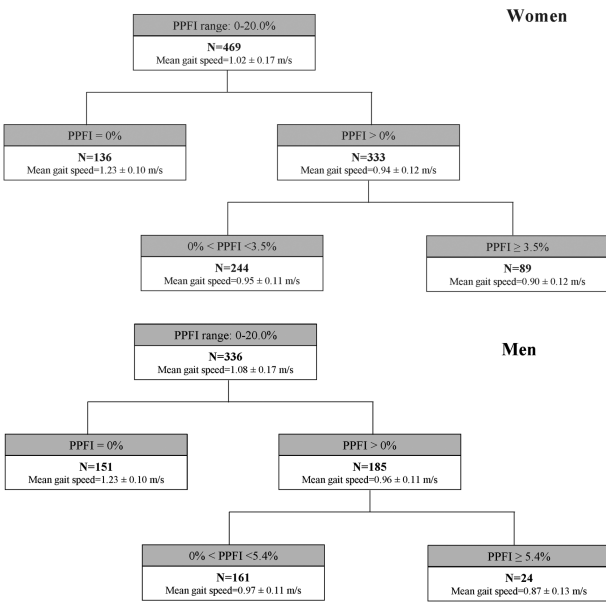 Women
PPFI range: 0-20.0%
N=469
Mean gait speed=1.02 ± 0.17 m/s
PPFI = 0%
N=136
Mean gait speed=1.23 ± 0.10 m/s
PPFI > 0%
N=333
Mean gait speed=0.94 ± 0.12 m/s
0% < PPFI <3.5%
N=244
Mean gait speed=0.95 ± 0.11 m/s
PPFI ≥ 3.5%
N=89
Mean gait speed=0.90 ± 0.12 m/s
Men
PPFI range: 0-20.0%
N=336
Mean gait speed=1.08 ± 0.17 m/s
PPFI = 0%
N=151
Mean gait speed=1.23 ± 0.10 m/s
PPFI > 0%
N=185
Mean gait speed=0.96 ± 0.11 m/s
0% < PPFI <5.4%
N=161
Mean gait speed=0.97 ± 0.11 m/s
PPFI ≥ 5.4%
N=24
Mean gait speed=0.87 ± 0.13 m/s